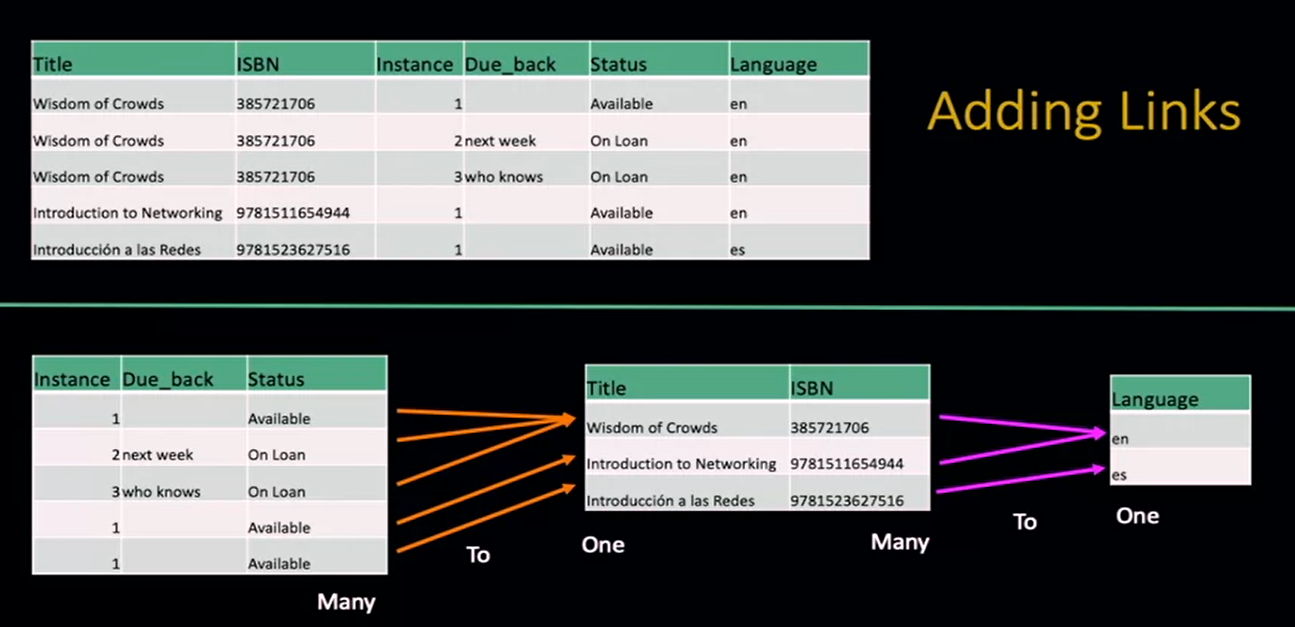 Adding Links
Title ISBN Instance Due_back Status Language
Wisdom of Crowds 385721706 1 Available en
Wisdom of Crowds 385721706 2 next week On Loan en
Wisdom of Crowds 385721706 3 who knows On Loan en
Introduction to Networking 9781511654944 1 Available en
Introducción a las Redes 9781523627516 1 Available es
Instance Due_back Status
1 Available
2 next week On Loan
3 who knows On Loan
1 Available
1 Available
Many
To
Title ISBN
Wisdom of Crowds 385721706
Introduction to Networking 9781511654944
Introducción a las Redes 9781523627516
One
Many
To
Language
en
es
One